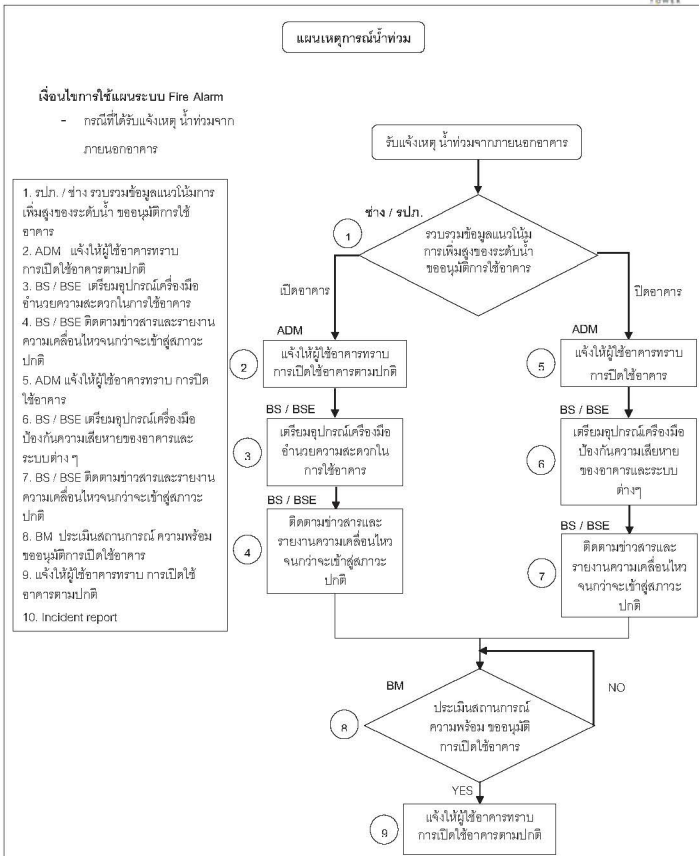 แผนเหตุการณ์น้ำท่วม
เงื่อนไขการใช้แผนระบบ Fire Alarm
- กรณีที่ได้รับแจ้งเหตุ น้ำท่วมจาก
ภายนอกอาคาร
1. รปภ. / ช่าง รวบรวมข้อมูลแนวโน้มการ
เพิ่มสูงของระดับน้ำ ขออนุมัติการใช้
อาคาร
2. ADM แจ้งให้ผู้ใช้อาคารทราบ
การเปิดใช้อาคารตามปกติ
3. BS / BSE เตรียมอุปกรณ์เครื่องมือ
อำนวยความสะดวกในการใช้อาคาร
4. BS / BSE ติดตามข่าวสารและรายงาน
ความเคลื่อนไหวจนกว่าจะเข้าสู่สภาวะ
ปกติ
5. ADM แจ้งให้ผู้ใช้อาคารทราบ การปิด
ใช้อาคาร
6. BS / BSE เตรียมอุปกรณ์เครื่องมือ
ป้องกันความเสียหายของอาคารและ
ระบบต่าง ๆ
7. BS / BSE ติดตามข่าวสารและรายงาน
ความเคลื่อนไหวจนกว่าจะเข้าสู่สภาวะ
ปกติ
8. BM ประเมินสถานการณ์ ความพร้อม
ขออนุมัติการเปิดใช้อาคาร
9. แจ้งให้ผู้ใช้อาคารทราบ การเปิดใช้
อาคารตามปกติ
10. Incident report
รับแจ้งเหตุ น้ำท่วมจากภายนอกอาคาร
ช่าง / รปภ.
1
รวบรวมข้อมูลแนวโน้ม
การเพิ่มสูงของระดับน้ำ
ขออนุมัติการใช้อาคาร
เปิดอาคาร
ปิดอาคาร
ADM
2
แจ้งให้ผู้ใช้อาคารทราบ
การเปิดใช้อาคารตามปกติ
BS / BSE
3
เตรียมอุปกรณ์เครื่องมือ
อำนวยความสะดวกใน
การใช้อาคาร
BS / BSE
4
ติดตามข่าวสารและ
รายงานความเคลื่อนไหว
จนกว่าจะเข้าสู่สภาวะ
ปกติ
ADM
5
แจ้งให้ผู้ใช้อาคารทราบ
การปิดใช้อาคาร
BS / BSE
6
เตรียมอุปกรณ์เครื่องมือ
ป้องกันความเสียหาย
ของอาคารและระบบ
ต่างๆ
BS / BSE
7
ติดตามข่าวสารและ
รายงานความเคลื่อนไหว
จนกว่าจะเข้าสู่สภาวะ
ปกติ
BM
NO
8
ประเมินสถานการณ์
ความพร้อม ขออนุมัติ
การเปิดใช้อาคาร
YES
9
แจ้งให้ผู้ใช้อาคารทราบ
การเปิดใช้อาคารตามปกติ